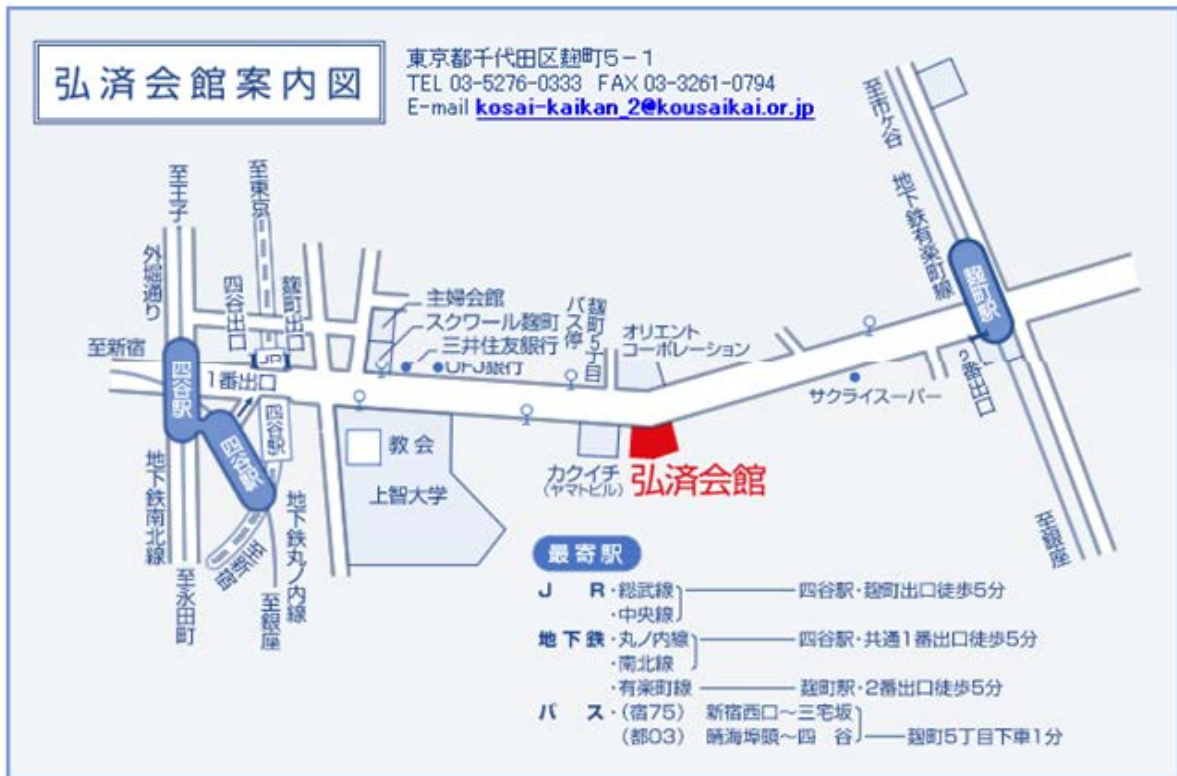 弘済会館案内図
東京都千代田区麹町5-1
TEL 03-5276-0333 FAX 03-3261-0794
E-mail kosai-kaikan_2@kousaikai.or.jp
至王子
外堀通り
至東京
四谷出口
麹町出口
至新宿
四谷駅
JR
1番出口
四谷駅
四谷駅
地下鉄南北線
至永田町
至新宿
至銀座
地下鉄丸ノ内線
主婦会館
スクワール麹町
三井住友銀行
UFJ銀行
麹町5丁目
バス停
オリエント
コーポレーション
教会
上智大学
カクイチ
(ヤマトビル)
弘済会館
サクライスーパー
至市ケ谷
地下鉄有楽町線
麹町駅
2番出口
至銀座
最寄駅
J R ・総武線 四谷駅・麹町出口徒歩5分
・中央線
地下鉄 ・丸ノ内線 四谷駅・共通1番出口徒歩5分
・南北線
・有楽町線 麹町駅・2番出口徒歩5分
バ ス ・(宿75) 新宿西口~三宅坂
(都03) 晴海埠頭~四 谷 麹町5丁目下車1分